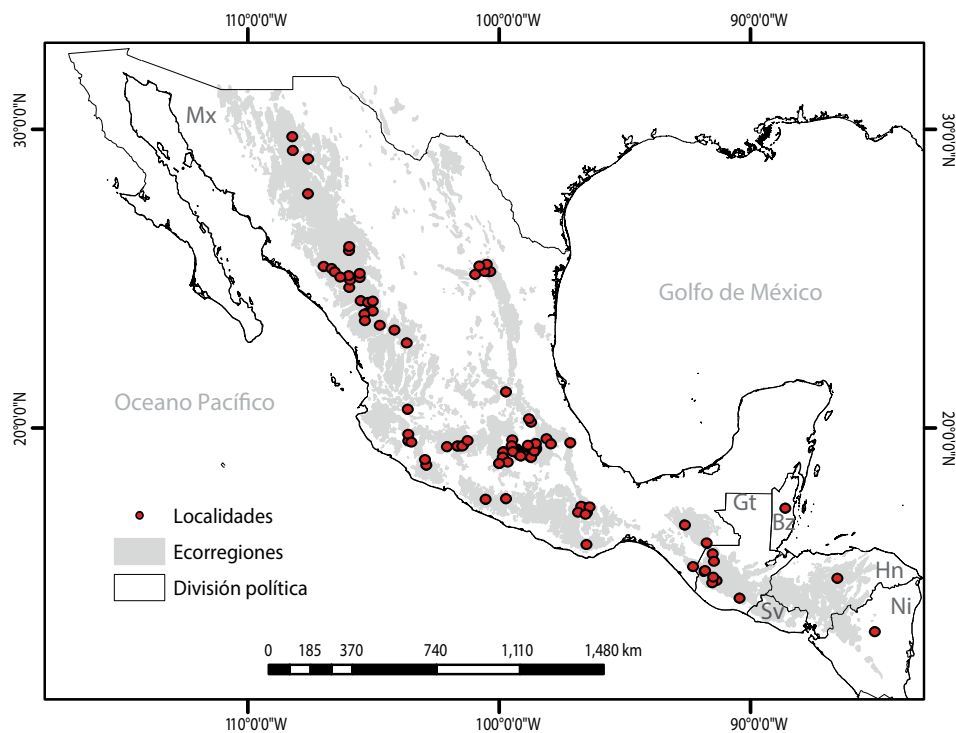 110°0'0"W 100°0'0"W 90°0'0"W
30°0'0"N
30°0'0"N
Mx
Golfo de México
Oceano Pacífico
20°0'0"N
20°0'0"N
Gt
Bz
Localidades
Ecorregiones
División política
Hn
Ni
Sv
0 185 370 740 1,110 1,480 km
110°0'0"W 100°0'0"W 90°0'0"W